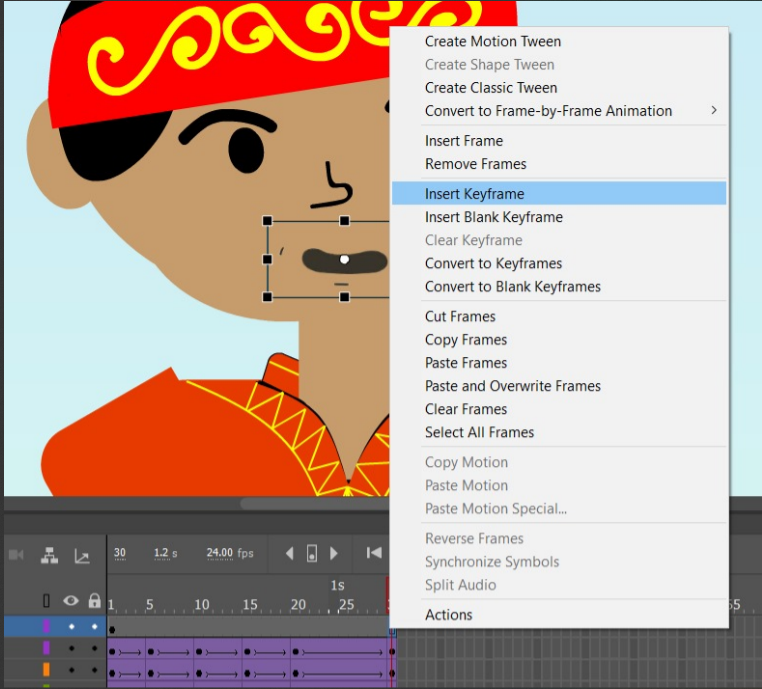 Create Motion Tween
Create Shape Tween
Create Classic Tween
Convert to Frame-by-Frame Animation
Insert Frame
Remove Frames
Insert Keyframe
Insert Blank Keyframe
Clear Keyframe
Convert to Keyframes
Convert to Blank Keyframes
Cut Frames
Copy Frames
Paste Frames
Paste and Overwrite Frames
Clear Frames
Select All Frames
Copy Motion
Paste Motion
Paste Motion Special...
Reverse Frames
Synchronize Symbols
Split Audio
Actions
30 1.2 s 24.00 fps
1s
1 5 10 15 20 25